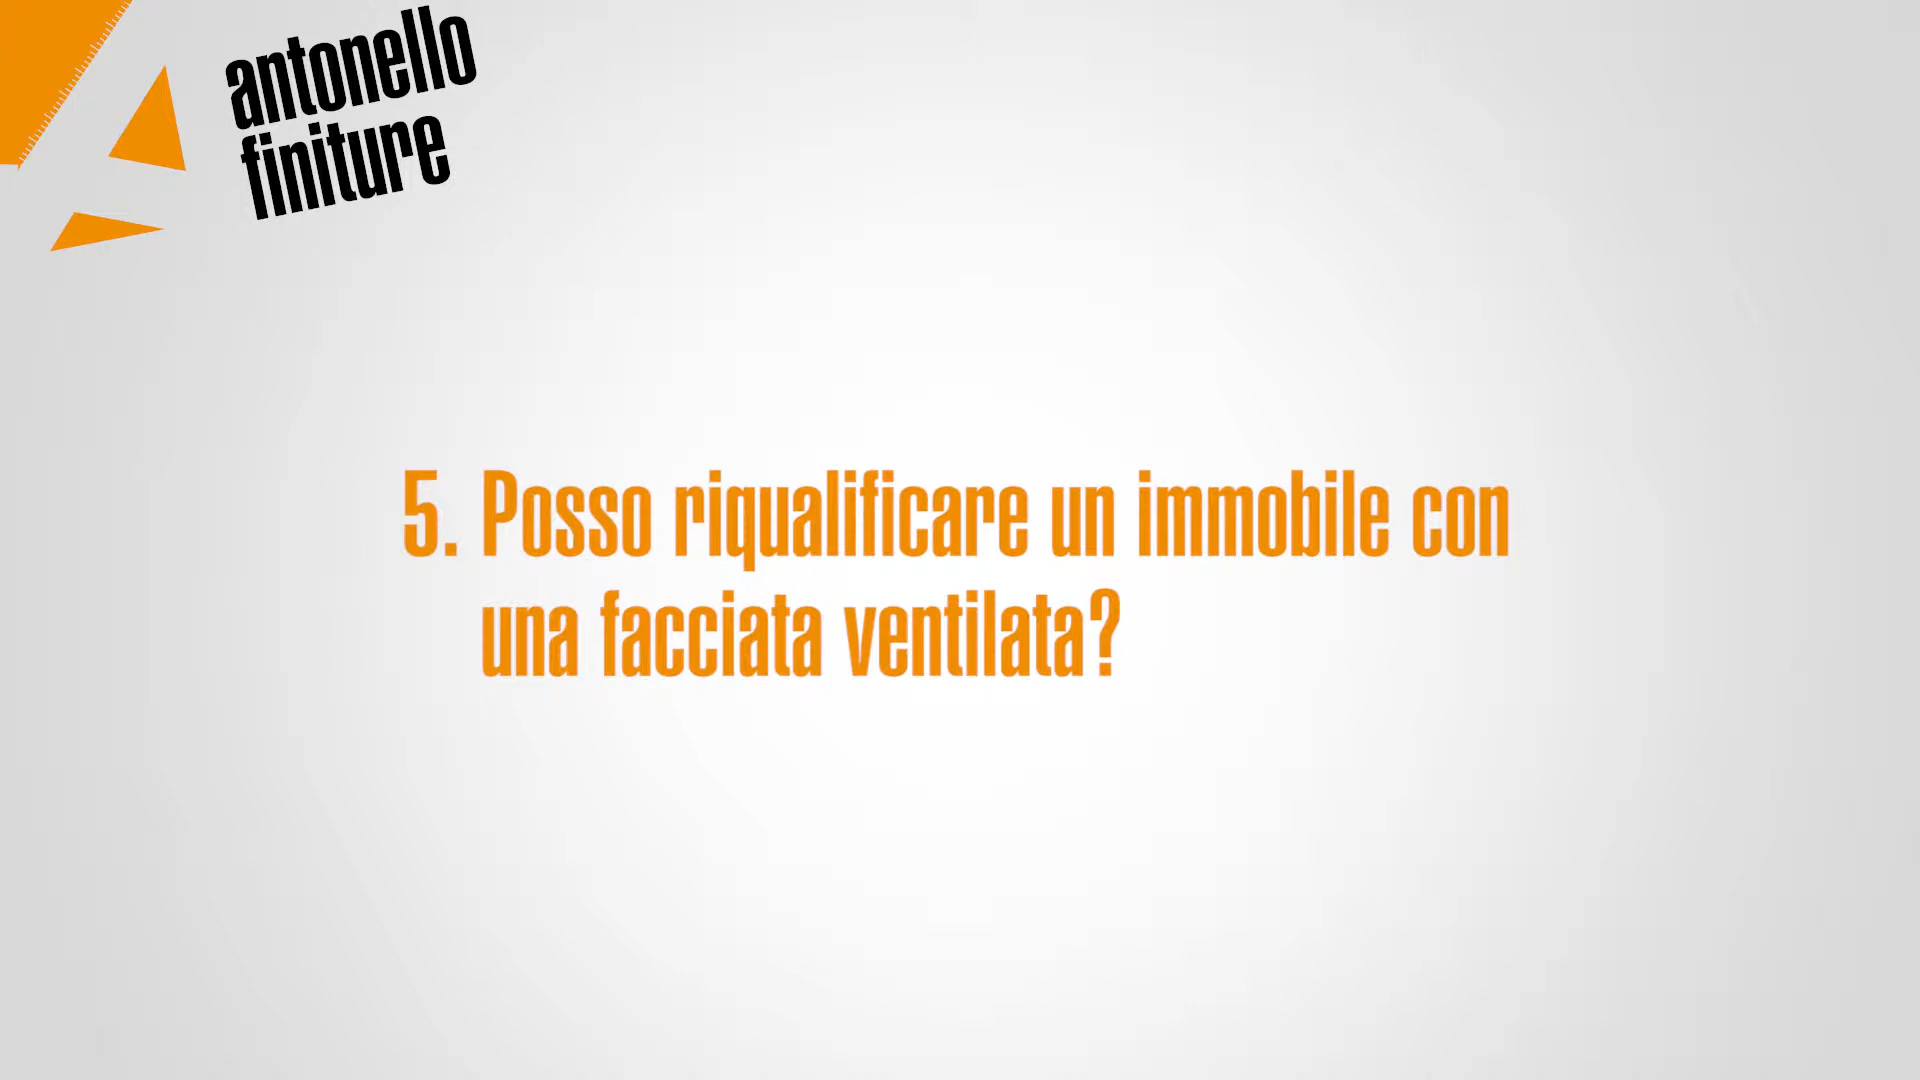 antonello
finiture
5. Posso riqualificare un immobile con
una facciata ventilata?